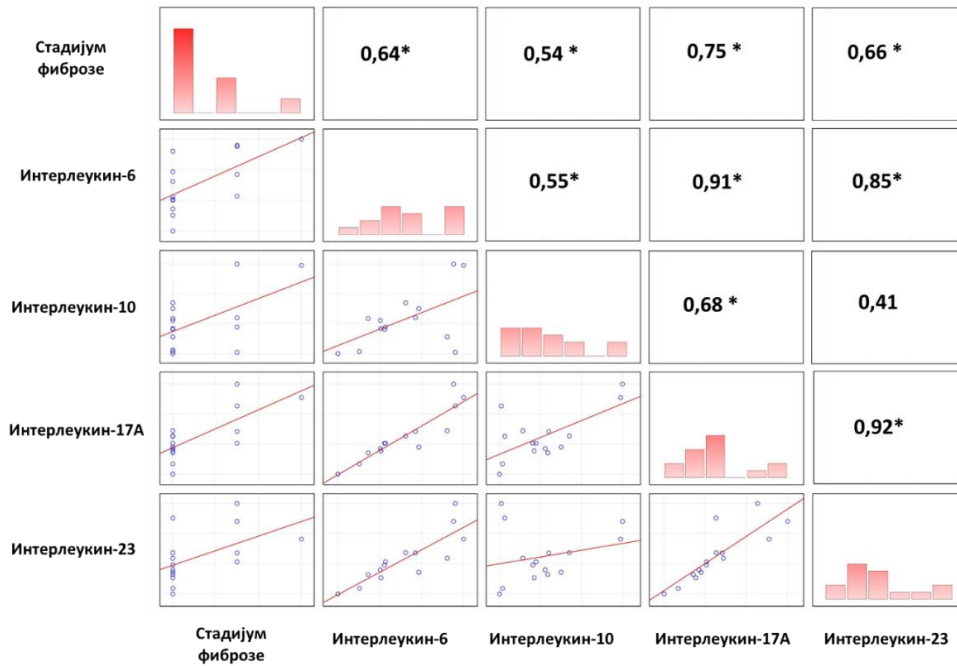 Стадијум
фиброзе
0,64*
0,54 *
0,75 *
0,66 *
Интерлеукин-6
0,55*
0,91*
0,85*
Интерлеукин-10
0,68 *
0,41
Интерлеукин-17А
0,92*
Интерлеукин-23
Стадијум
фиброзе
Интерлеукин-6
Интерлеукин-10
Интерлеукин-17А
Интерлеукин-23